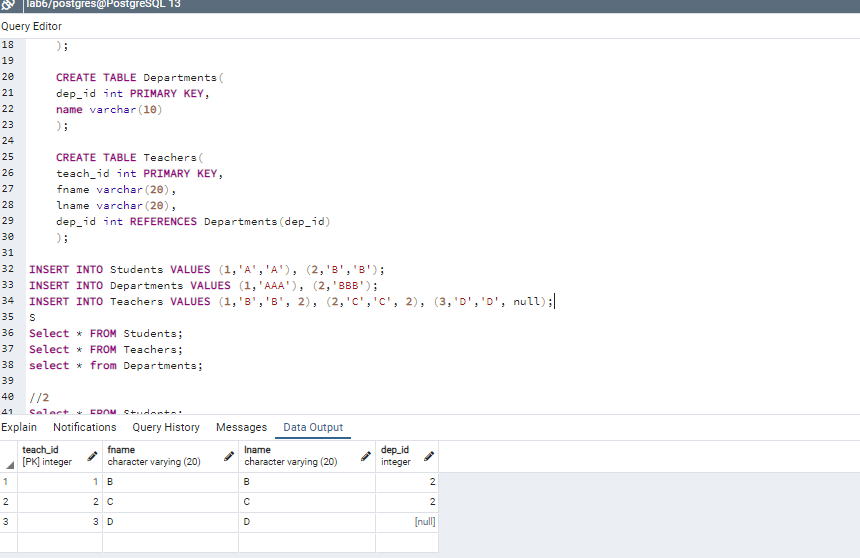 lab6/postgres@PostgreSQL 13
Query Editor
18 );
19
20 CREATE TABLE Departments(
21 dep_id int PRIMARY KEY,
22 name varchar(10)
23 );
24
25 CREATE TABLE Teachers(
26 teach_id int PRIMARY KEY,
27 fname varchar(20),
28 lname varchar(20),
29 dep_id int REFERENCES Departments(dep_id)
30 );
31
32 INSERT INTO Students VALUES (1,'A','A'), (2,'B','B');
33 INSERT INTO Departments VALUES (1,'AAA'), (2,'BBB');
34 INSERT INTO Teachers VALUES (1,'B','B', 2), (2,'C','C', 2), (3,'D','D', null);
35 S
36 Select * FROM Students;
37 Select * FROM Teachers;
38 select * from Departments;
39
40 //2
41 Select * FROM Students;
Explain Notifications Query History Messages Data Output
teach_id fname lname dep_id
[PK] integer character varying (20) character varying (20) integer
1 1 B B 2
2 2 C C 2
3 3 D D [null]